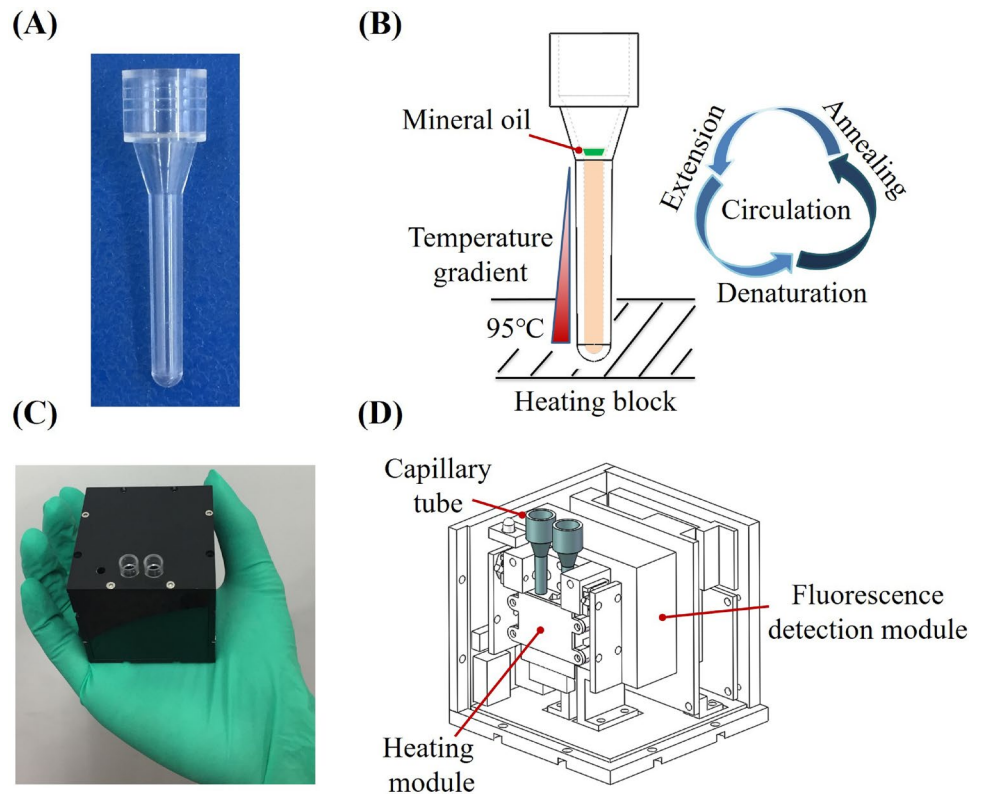 (A)
(B)
Mineral oil
Temperature
gradient
95℃
Heating block
Extension
Annealing
Circulation
Denaturation
(C)
(D)
Capillary
tube
Fluorescence
detection module
Heating
module